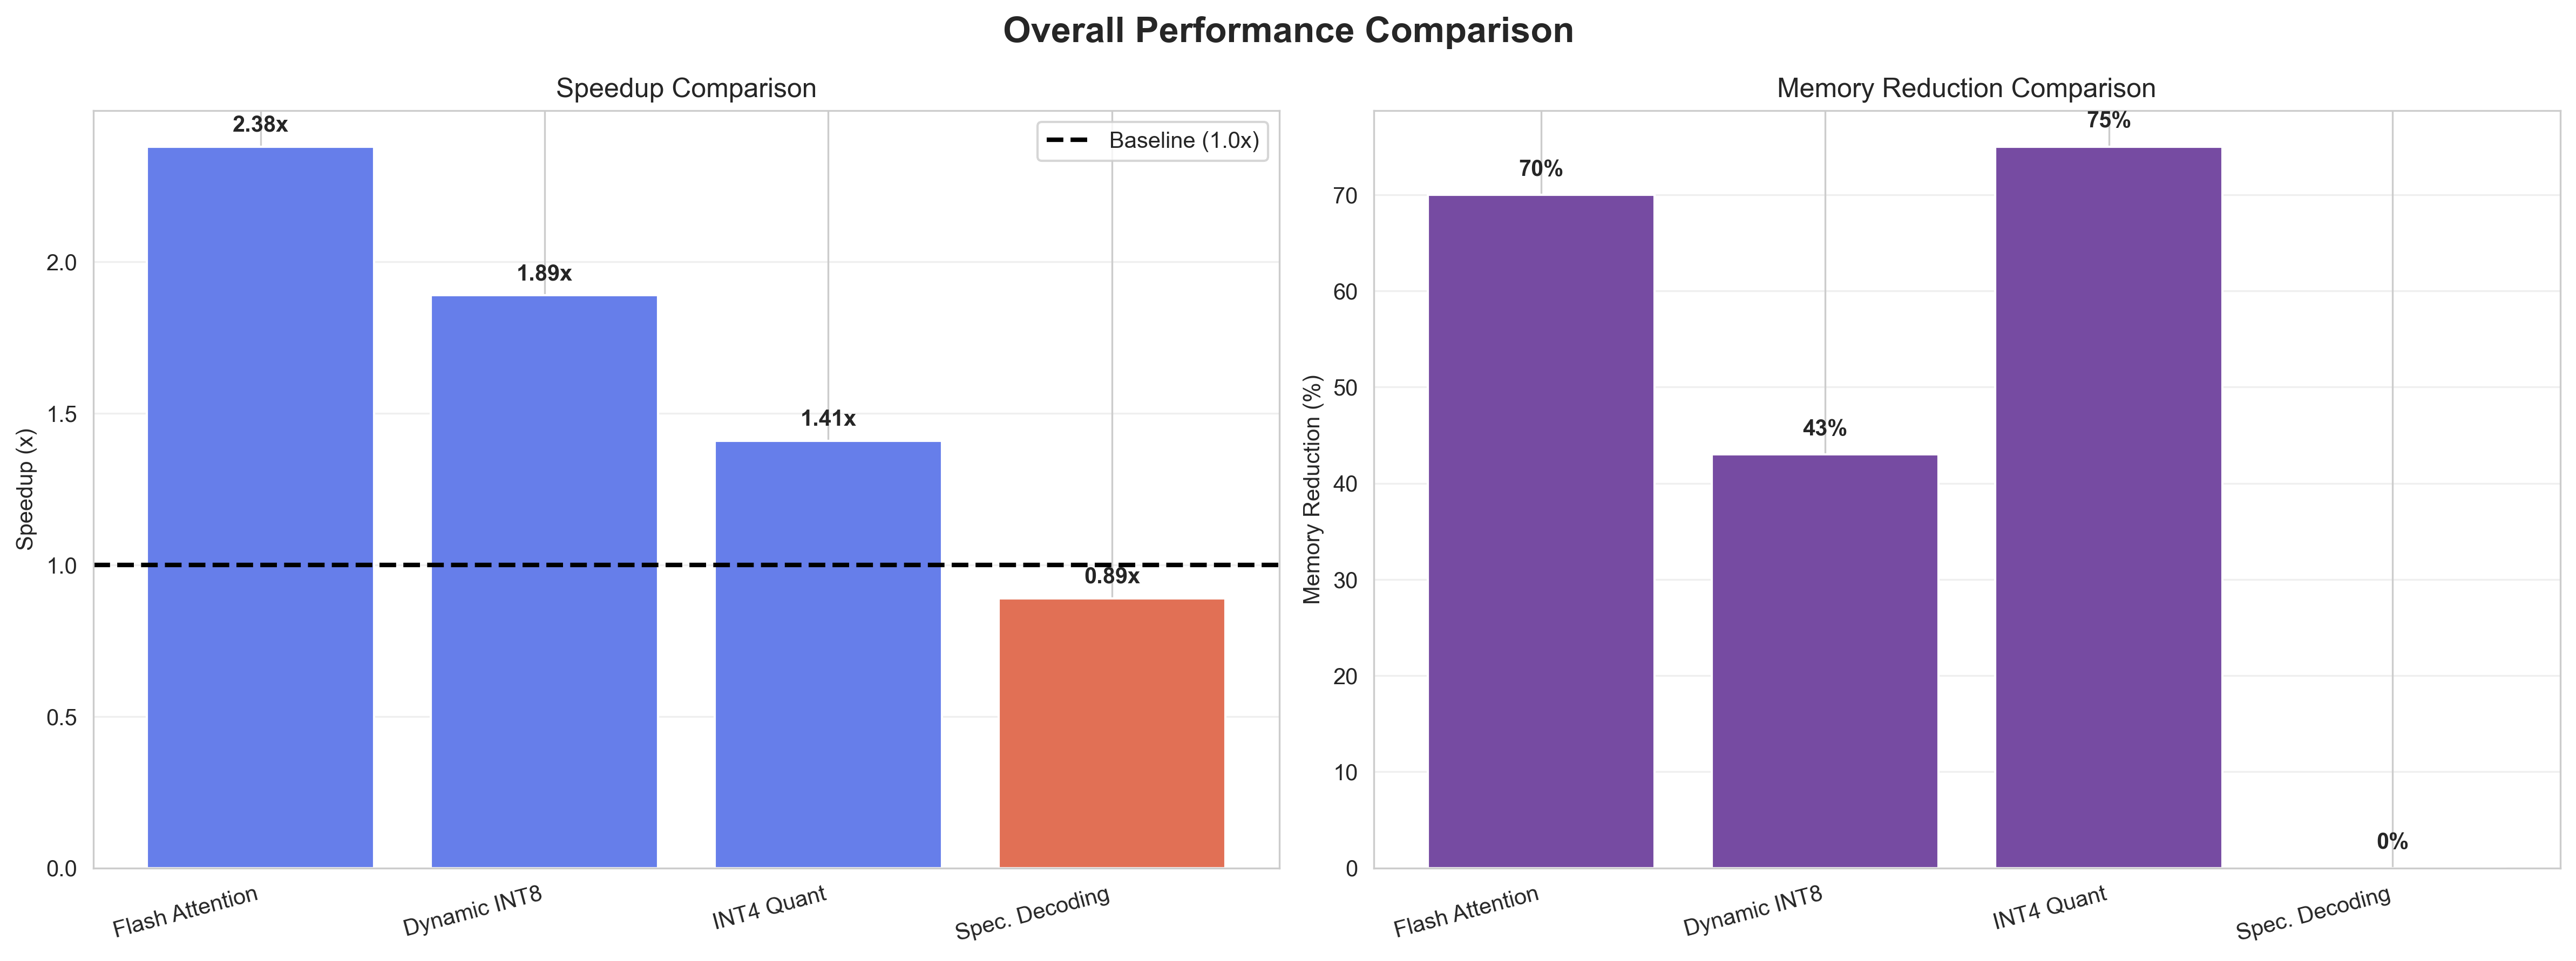 Overall Performance Comparison
Speedup Comparison
2.38x
1.89x
1.41x
0.89x
Baseline (1.0x)
Speedup (x)
2.0
1.5
1.0
0.5
0.0
Flash Attention
Dynamic INT8
INT4 Quant
Spec. Decoding
Memory Reduction Comparison
70%
43%
75%
0%
Memory Reduction (%)
70
60
50
40
30
20
10
0
Flash Attention
Dynamic INT8
INT4 Quant
Spec. Decoding